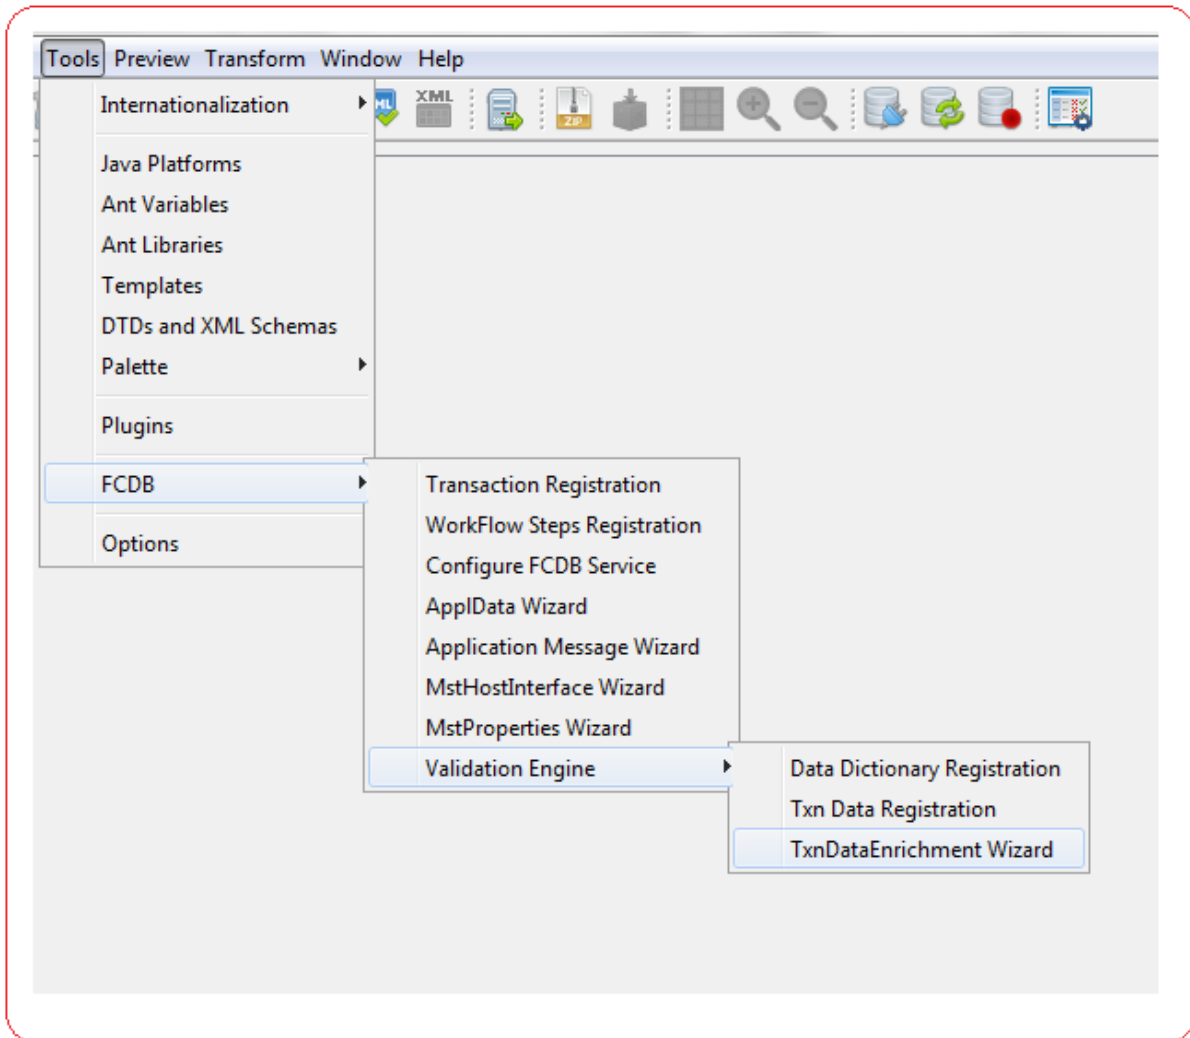 Tools Preview Transform Window Help
Internationalization
XML
ZIP
Java Platforms
Ant Variables
Ant Libraries
Templates
DTDs and XML Schemas
Palette
Plugins
FCDB
Options
Transaction Registration
WorkFlow Steps Registration
Configure FCDB Service
ApplData Wizard
Application Message Wizard
MstHostInterface Wizard
MstProperties Wizard
Validation Engine
Data Dictionary Registration
Txn Data Registration
TxnDataEnrichment Wizard